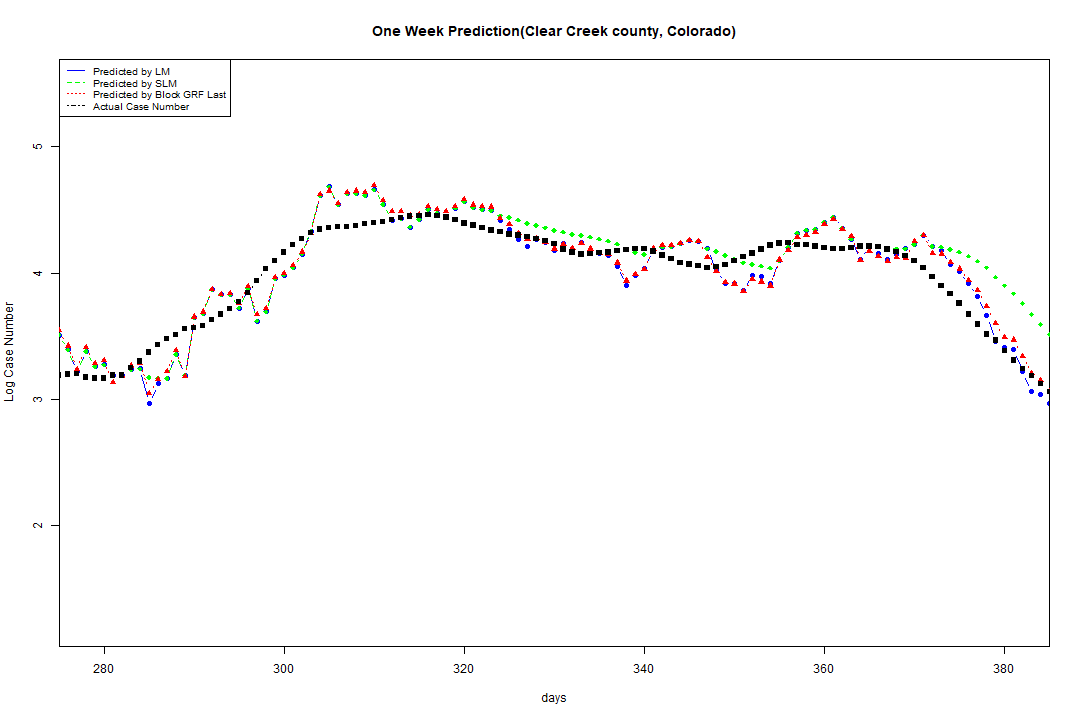 One Week Prediction(Clear Creek county, Colorado)
Predicted by LM
Predicted by SLM
Predicted by Block GRF Last
Actual Case Number
5
4
3
2
Log Case Number
280 300 320 340 360 380
days